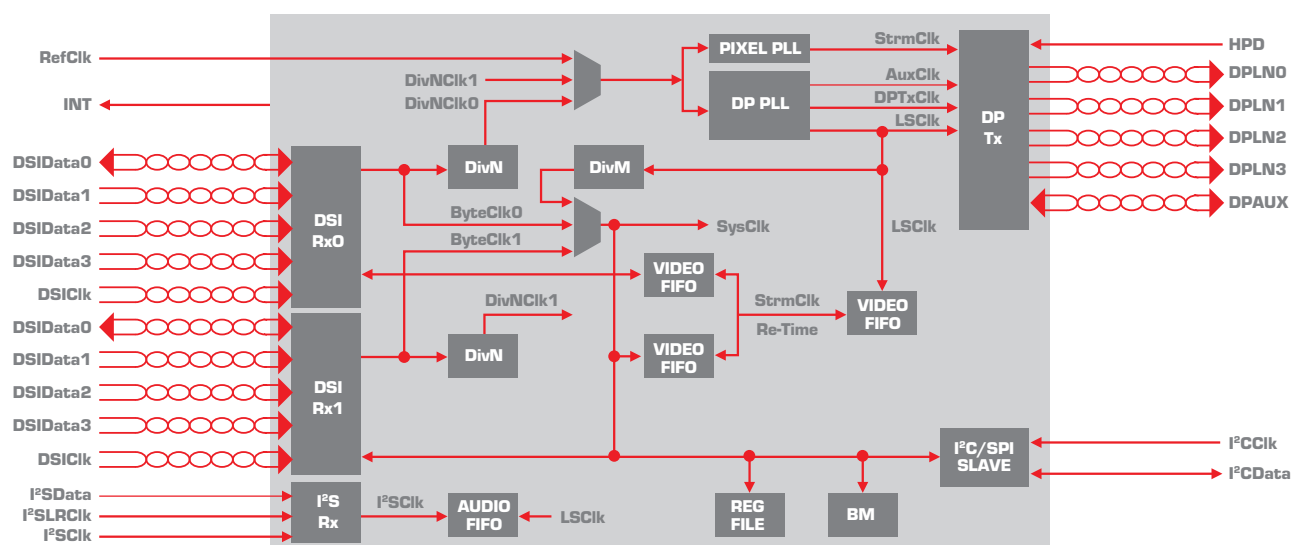 RefClk
INT
DSIData0
DSIData1
DSIData2
DSIData3
DSIClk
DSIData0
DSIData1
DSIData2
DSIData3
DSIClk
I²SData
I²SLRClk
I²SClk
DSI
Rx0
DSI
Rx1
I²S
Rx
DivNClk1
DivNClk0
DivN
DivM
ByteClk0
ByteClk1
SysClk
DivNClk1
DivN
VIDEO
FIFO
VIDEO
FIFO
StrmClk
Re-Time
VIDEO
FIFO
LSClk
I²SClk
AUDIO
FIFO
LSClk
REG
FILE
BM
I²C/SPI
SLAVE
PIXEL PLL
DP PLL
StrmClk
AuxClk
DPTxClk
LSClk
DP
Tx
HPD
DPLN0
DPLN1
DPLN2
DPLN3
DPAUX
I²CClk
I²CData